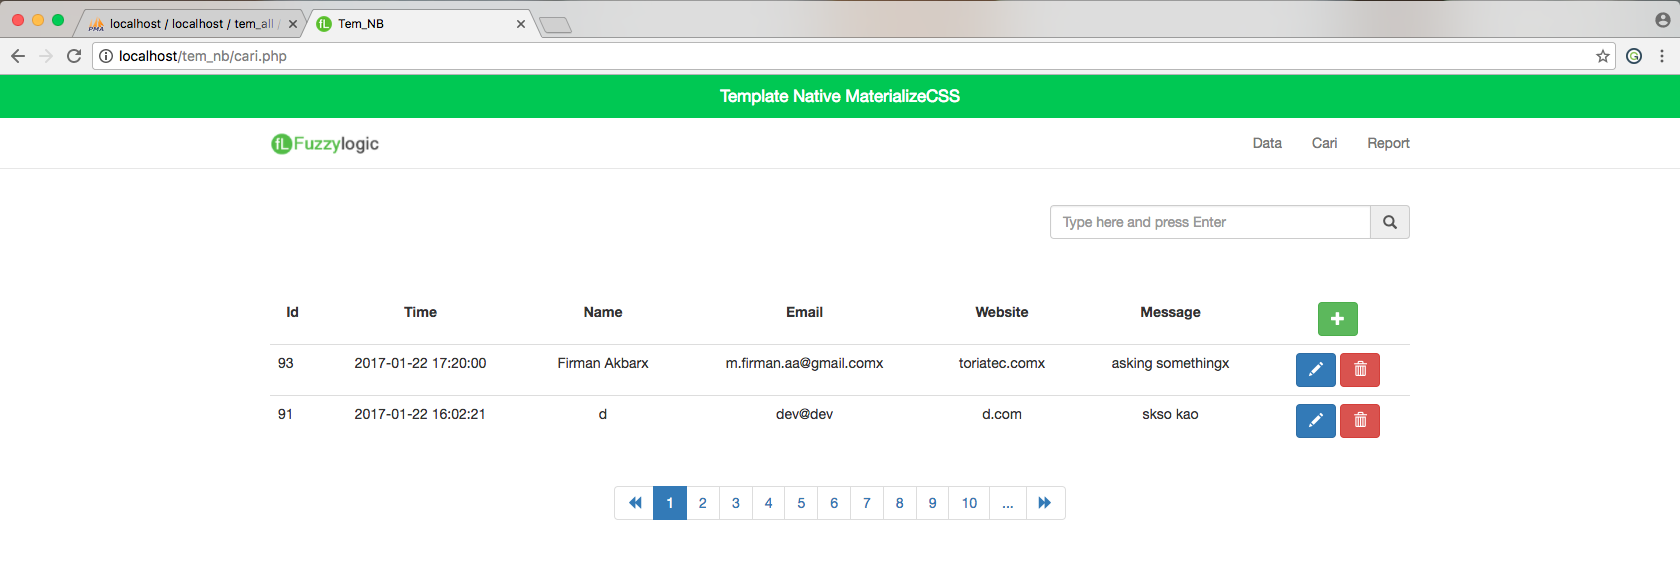 localhost / localhost / tem_all /
Tem_NB
localhost/tem_nb/cari.php
Template Native MaterializeCSS
fL Fuzzylogic
Data Cari Report
Type here and press Enter
Id Time Name Email Website Message
93 2017-01-22 17:20:00 Firman Akbarx m.firman.aa@gmail.comx toriatec.comx asking somethingx
91 2017-01-22 16:02:21 d dev@dev d.com skso kao
1 2 3 4 5 6 7 8 9 10 ...